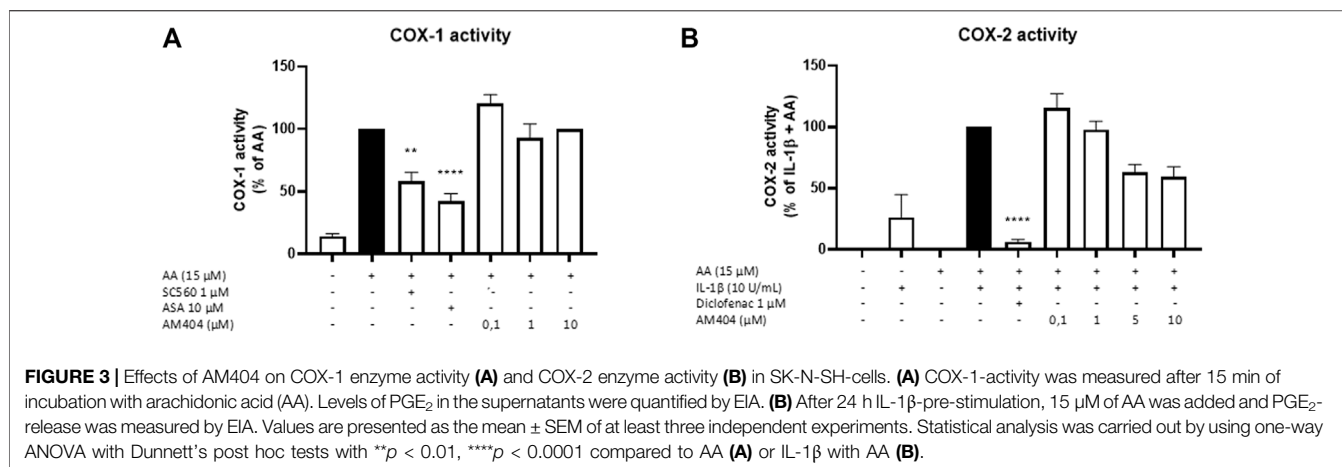 A
COX-1 activity
COX-1 activity
(% of AA)
150
100
50
0
**
****
AA (15 µM) - + + + + + +
SC560 1 µM - - + - ´- - -
ASA 10 µM - - - + - - -
AM404 (µM) - - - - 0,1 1 10
B
COX-2 activity
COX-2 activity
(% of IL-1β + AA)
150
100
50
0
****
AA (15 µM) - - + + + + + + +
IL-1β (10 U/mL) - + - + + + + + +
Diclofenac 1 µM - - - - + - - - -
AM404 (µM) - - - - - 0,1 1 5 10
FIGURE 3 | Effects of AM404 on COX-1 enzyme activity (A) and COX-2 enzyme activity (B) in SK-N-SH-cells. (A) COX-1-activity was measured after 15 min of
incubation with arachidonic acid (AA). Levels of PGE₂ in the supernatants were quantified by EIA. (B) After 24 h IL-1β-pre-stimulation, 15 µM of AA was added and PGE₂-
release was measured by EIA. Values are presented as the mean ± SEM of at least three independent experiments. Statistical analysis was carried out by using one-way
ANOVA with Dunnett’s post hoc tests with **p < 0.01, ****p < 0.0001 compared to AA (A) or IL-1β with AA (B).